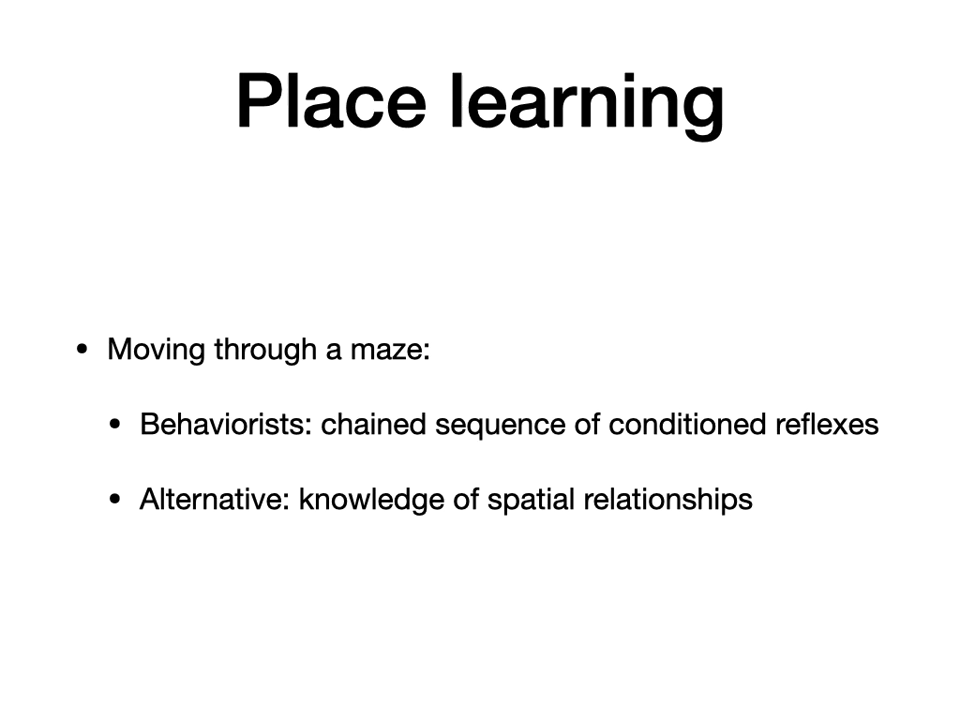 Place learning
• Moving through a maze:
• Behaviorists: chained sequence of conditioned reflexes
• Alternative: knowledge of spatial relationships